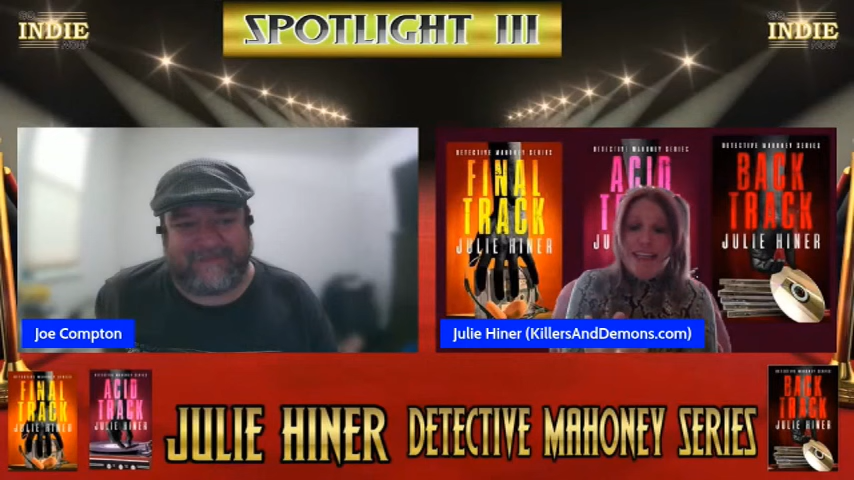 GO
INDIE
NOW
SPOTLIGHT III
GO
INDIE
NOW
DETECTIVE MAHONEY SERIES
FINAL
TRACK
JULIE HINER
DETECTIVE MAHONEY SERIES
ACID
JU
DETECTIVE MAHONEY SERIES
BACK
TRACK
JULIE HINER
Joe Compton
Julie Hiner (KillersAndDemons.com)
DETECTIVE MAHONEY SERIES
FINAL
TRACK
JULIE HINER
DETECTIVE MAHONEY SERIES
ACID
TRACK
JULIE HINER
JULIE HINER DETECTIVE MAHONEY SERIES
DETECTIVE MAHONEY SERIES
BACK
TRACK
JULIE HINER